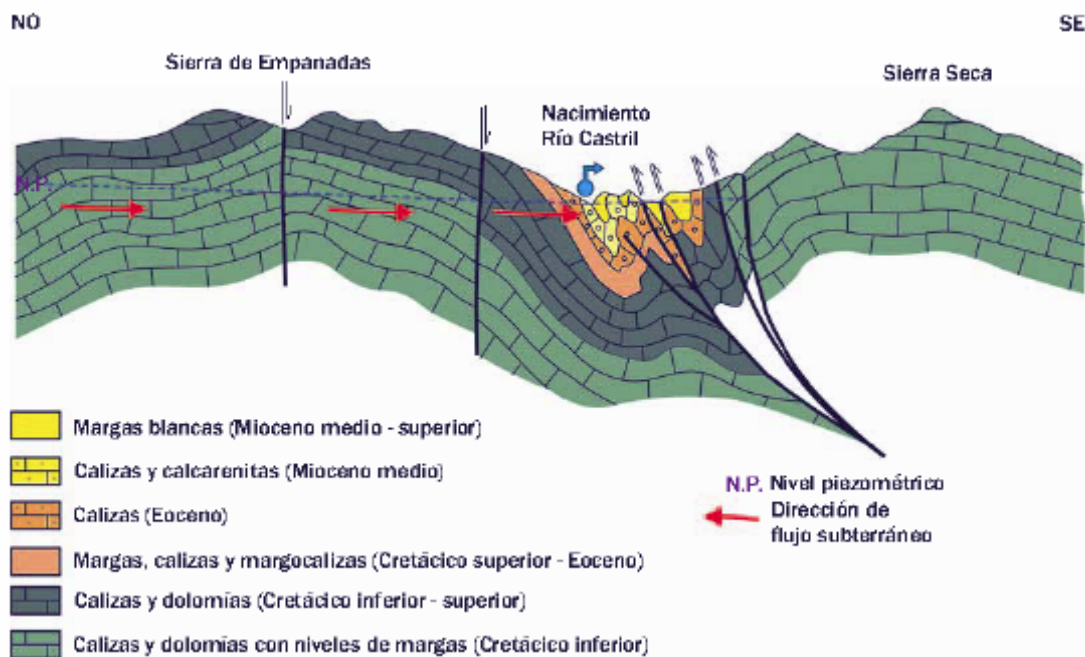 NO
SE
Sierra de Empanadas
Sierra Seca
Nacimiento
Río Castril
N.P.
Margas blancas (Mioceno medio - superior)
Calizas y calcarenitas (Mioceno medio)
Calizas (Eoceno)
Margas, calizas y margocalizas (Cretácico superior - Eoceno)
Calizas y dolomías (Cretácico inferior - superior)
Calizas y dolomías con niveles de margas (Cretácico inferior)
N.P. Nivel piezométrico
Dirección de
flujo subterráneo